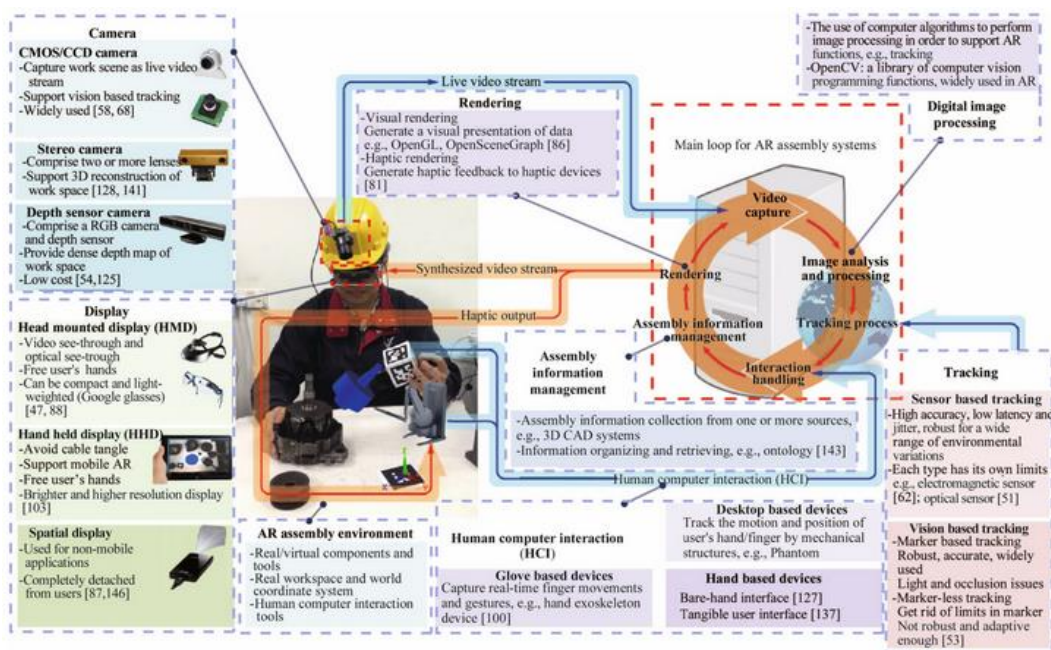 Camera
CMOS/CCD camera
-Capture work scene as live video
stream
-Support vision based tracking
-Widely used [58, 68]
Stereo camera
-Comprise two or more lenses
-Support 3D reconstruction of
work space [128, 141]
Depth sensor camera
-Comprise a RGB camera
and depth sensor
-Provide dense depth map of
work space
-Low cost [54,125]
Display
Head mounted display (HMD)
-Video see-through and
optical see-trough
-Free user's hands
-Can be compact and light-
weighted (Google glasses)
[47, 88]
Hand held display (HHD)
-Avoid cable tangle
-Support mobile AR
-Free user's hands
-Brighter and higher resolution display
[103]
Spatial display
-Used for non-mobile
applications
-Completely detached
from users [87,146]
Live video stream
Rendering
-Visual rendering
Generate a visual presentation of data
e.g., OpenGL, OpenSceneGraph [86]
-Haptic rendering
Generate haptic feedback to haptic devices
[81]
Synthesized video stream
Haptic output
-The use of computer algorithms to perform
image processing in order to support AR
functions, e.g., tracking
-OpenCV: a library of computer vision
programming functions, widely used in AR
Digital image
processing
Main loop for AR assembly systems
Video
capture
Image analysis
and processing
Tracking process
Interaction
handling
Assembly information
management
Rendering
Assembly
information
management
-Assembly information collection from one or more sources,
e.g., 3D CAD systems
-Information organizing and retrieving, e.g., ontology [143]
Human computer interaction (HCI)
AR assembly environment
-Real/virtual components and
tools
-Real workspace and world
coordinate system
-Human computer interaction
tools
Human computer interaction
(HCI)
Glove based devices
Capture real-time finger movements
and gestures, e.g., hand exoskeleton
device [100]
Desktop based devices
Track the motion and position of
user's hand/finger by mechanical
structures, e.g., Phantom
Hand based devices
Bare-hand interface [127]
Tangible user interface [137]
Tracking
Sensor based tracking
-High accuracy, low latency and
jitter, robust for a wide
range of environmental
variations
-Each type has its own limits
e.g., electromagnetic sensor
[62]; optical sensor [51]
Vision based tracking
-Marker based tracking
Robust, accurate, widely
used
Light and occlusion issues
-Marker-less tracking
Get rid of limits in marker
Not robust and adaptive
enough [53]